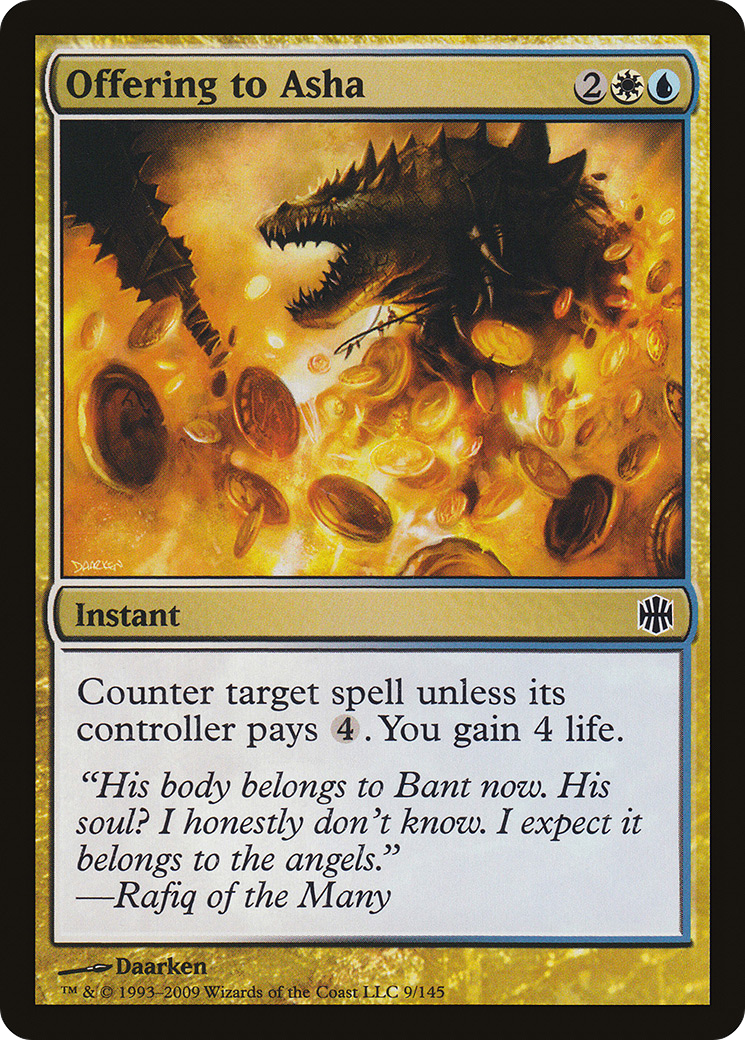 Offering to Asha 2
DAARKEN
Instant
Counter target spell unless its
controller pays 4. You gain 4 life.
“His body belongs to Bant now. His
soul? I honestly don’t know. I expect it
belongs to the angels.”
—Rafiq of the Many
Daarken
™ & © 1993–2009 Wizards of the Coast LLC 9/145